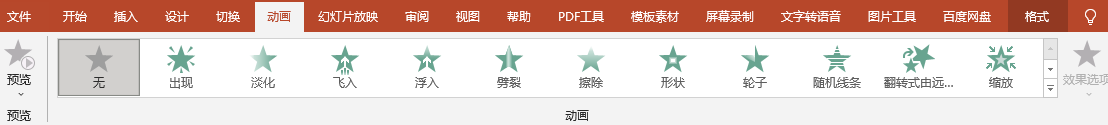 文件 开始 插入 设计 切换 动画 幻灯片放映 审阅 视图 帮助 PDF工具 模板素材 屏幕录制 文字转语音 图片工具 百度网盘 格式
预览 无 出现 淡化 飞入 浮入 劈裂 擦除 形状 轮子 随机线条 翻转式由远... 缩放 效果选项
预览 动画